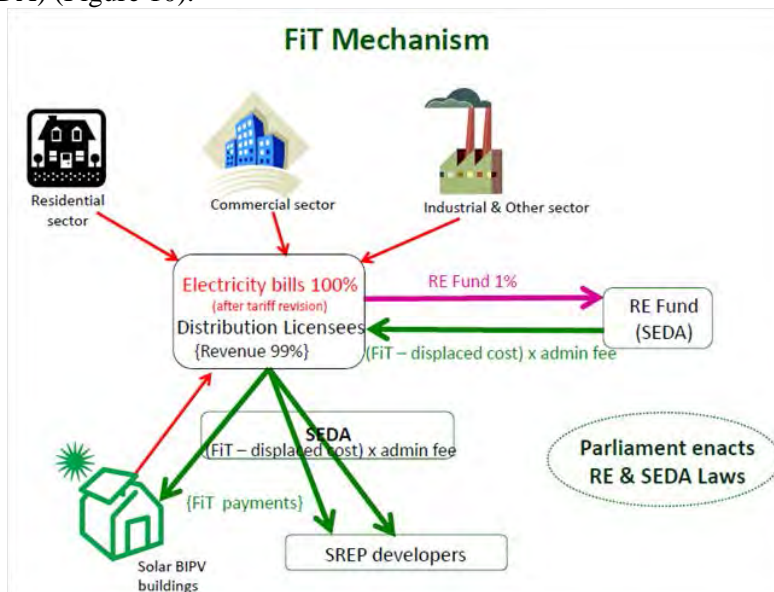 FiT Mechanism
Residential
sector
Commercial sector
Industrial & Other sector
Electricity bills 100%
(after tariff revision)
Distribution Licensees
{Revenue 99%}
RE Fund 1%
RE Fund
(SEDA)
(FiT – displaced cost) x admin fee
SEDA
(FiT – displaced cost) x admin fee
Parliament enacts
RE & SEDA Laws
{FiT payments}
SREP developers
Solar BIPV
buildings